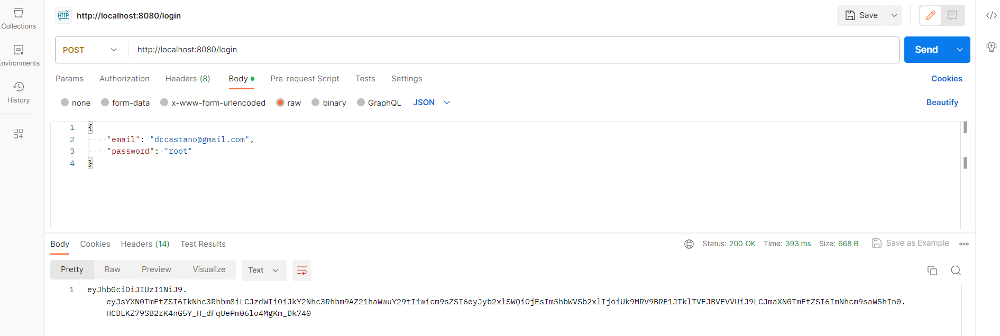 Collections
Environments
History
HTTP
http://localhost:8080/login
Save
POST
http://localhost:8080/login
Send
Params
Authorization
Headers (8)
Body
Pre-request Script
Tests
Settings
Cookies
none
form-data
x-www-form-urlencoded
raw
binary
GraphQL
JSON
Beautify
1 {
2 "email": "dccastano@gmail.com",
3 "password": "root"
4 }
Body
Cookies
Headers (14)
Test Results
Status: 200 OK
Time: 393 ms
Size: 668 B
Save as Example
Pretty
Raw
Preview
Visualize
Text
1 eyJhbGciOiJIUzI1NiJ9.
eyJsYXN0TmFtZSI6IkNhc3Rhbm8iLCJzdWIiOiJkY2Nhc3Rhbm9AZ21haWwuY29tIiwicm9sZSI6eyJyb2xlSWQiOjEsIm5hbWVSb2xlIjoiUk9MRV9BRE1JTklTVFJBVEVVUiJ9LCJmaXN0TmFtZSI6ImNhcm9saW5hIn0.
HCDLKZ79SB2rK4nG5Y_H_dFqUePm06lo4MgKm_Dk740